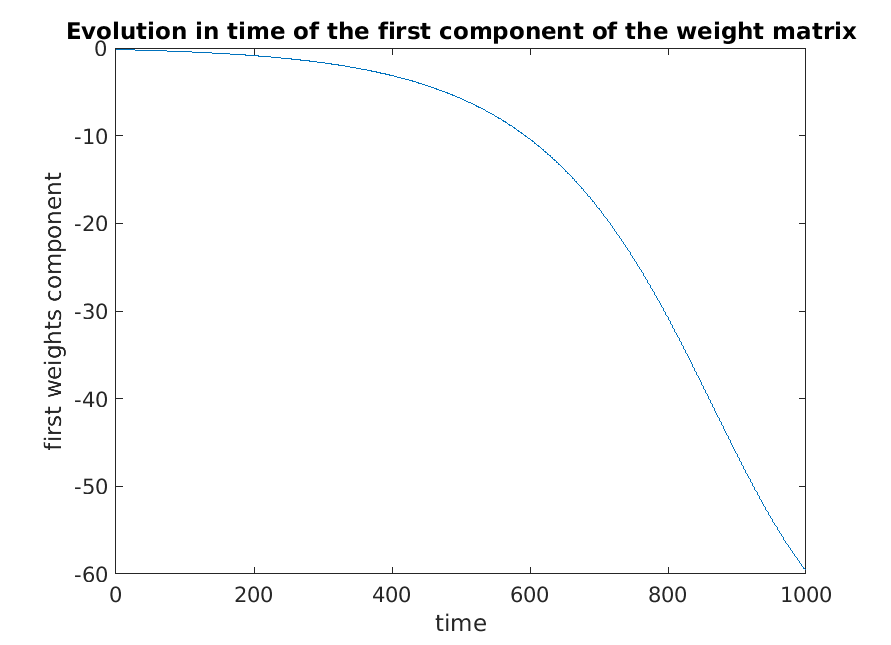 Evolution in time of the first component of the weight matrix
0
-10
-20
-30
-40
-50
-60
first weights component
0 200 400 600 800 1000
time